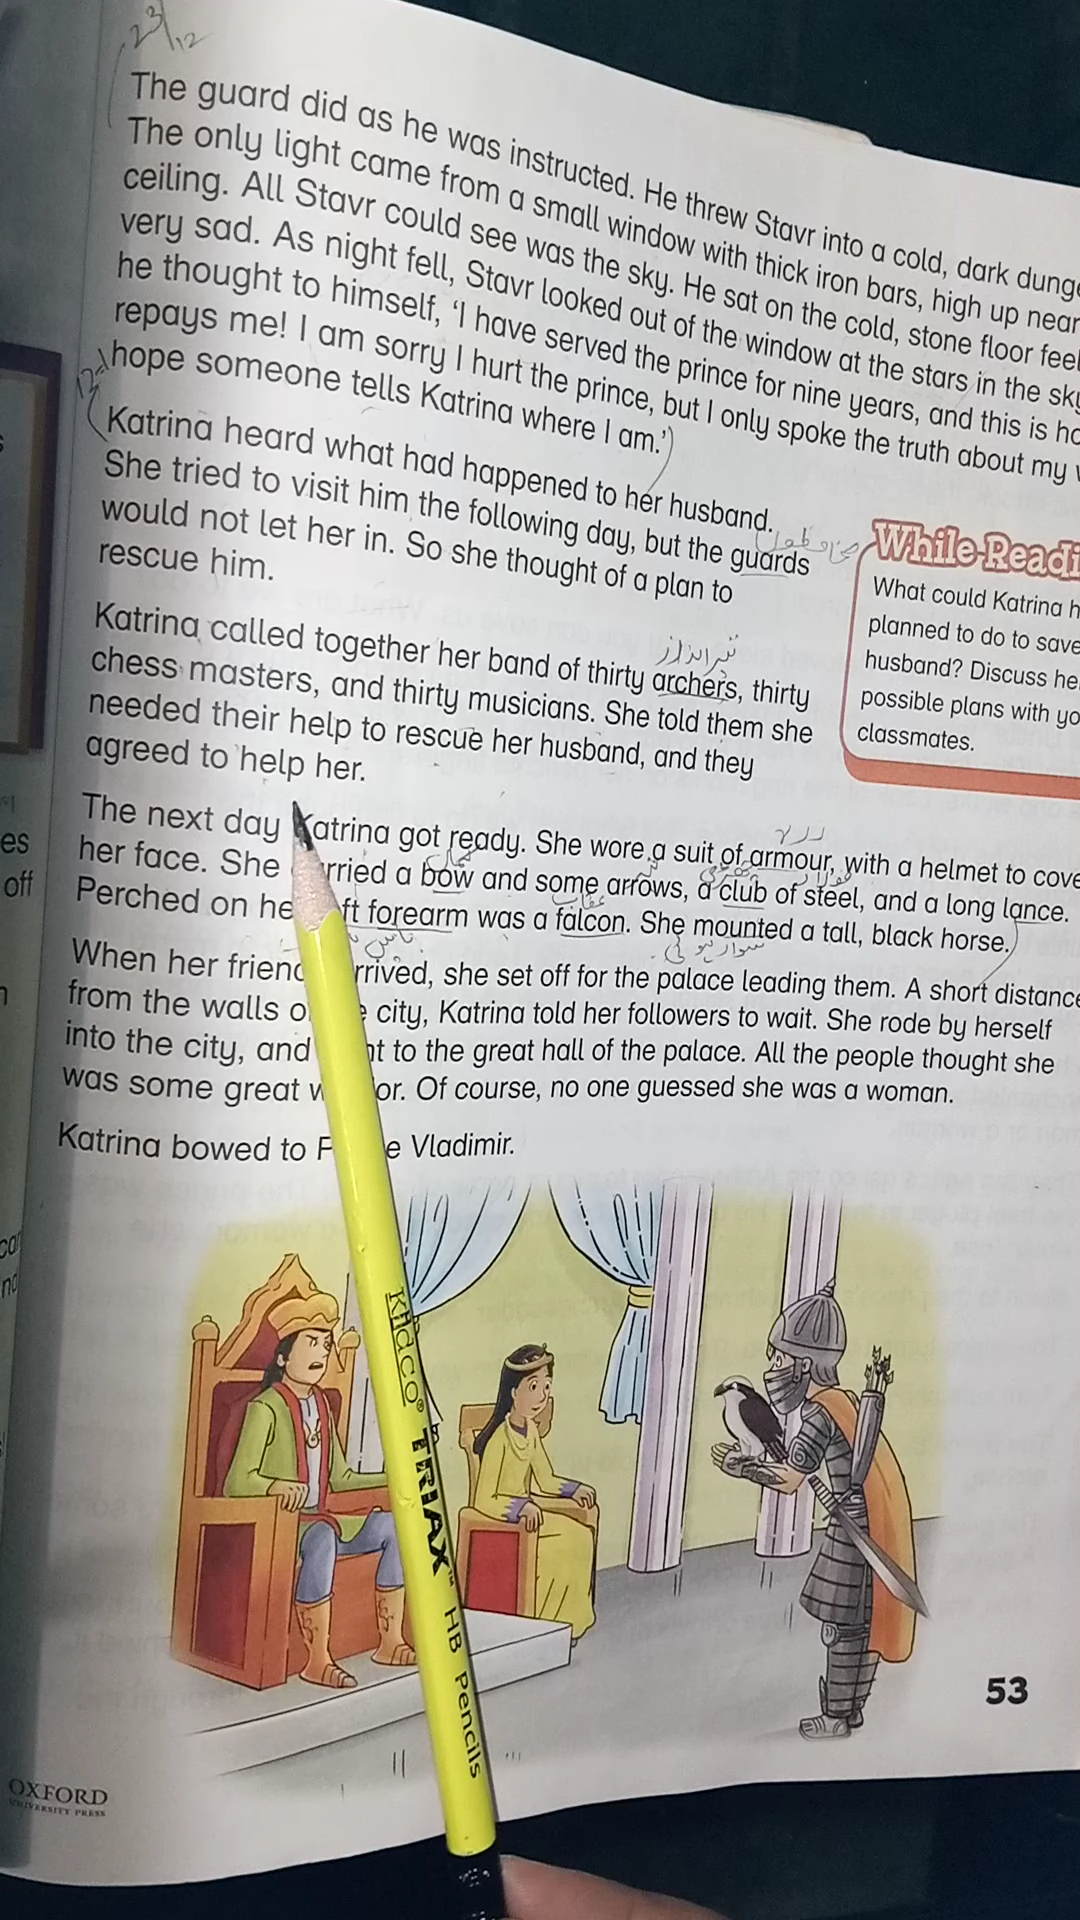 23/12
The guard did as he was instructed. He threw Stavr into a cold, dark dunge
The only light came from a small window with thick iron bars, high up near
ceiling. All Stavr could see was the sky. He sat on the cold, stone floor feel
very sad. As night fell, Stavr looked out of the window at the stars in the sky
he thought to himself, ‘I have served the prince for nine years, and this is ho
repays me! I am sorry I hurt the prince, but I only spoke the truth about my
hope someone tells Katrina where I am.’
Katrina heard what had happened to her husband.
She tried to visit him the following day, but the guards
would not let her in. So she thought of a plan to
rescue him.
While-Readi
What could Katrina h
planned to do to save
husband? Discuss he
possible plans with yo
classmates.
تیرانداز
Katrina called together her band of thirty archers, thirty
chess masters, and thirty musicians. She told them she
needed their help to rescue her husband, and they
agreed to help her.
The next day Katrina got ready. She wore a suit of armour, with a helmet to cove
her face. She rried a bow and some arrows, a club of steel, and a long lance.
Perched on he ft forearm was a falcon. She mounted a tall, black horse.
When her frien rrived, she set off for the palace leading them. A short distance
from the walls o city, Katrina told her followers to wait. She rode by herself
into the city, and nt to the great hall of the palace. All the people thought she
was some great w or. Of course, no one guessed she was a woman.
Katrina bowed to P e Vladimir.
es
off
KidCO® TRIAX™ HB Pencils
53
OXFORD
UNIVERSITY PRESS